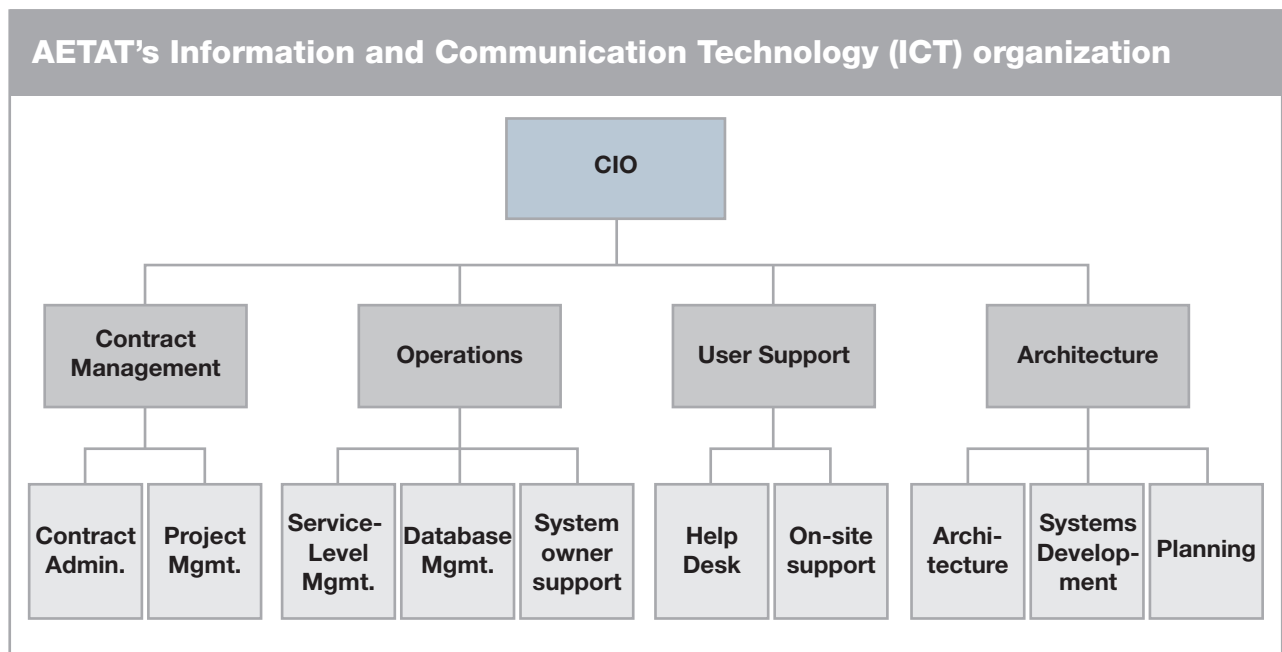 AETAT’s Information and Communication Technology (ICT) organization
CIO
Contract
Management
Operations
User Support
Architecture
Contract
Admin.
Project
Mgmt.
Service-
Level
Mgmt.
Database
Mgmt.
System
owner
support
Help
Desk
On-site
support
Archi-
tecture
Systems
Develop-
ment
Planning